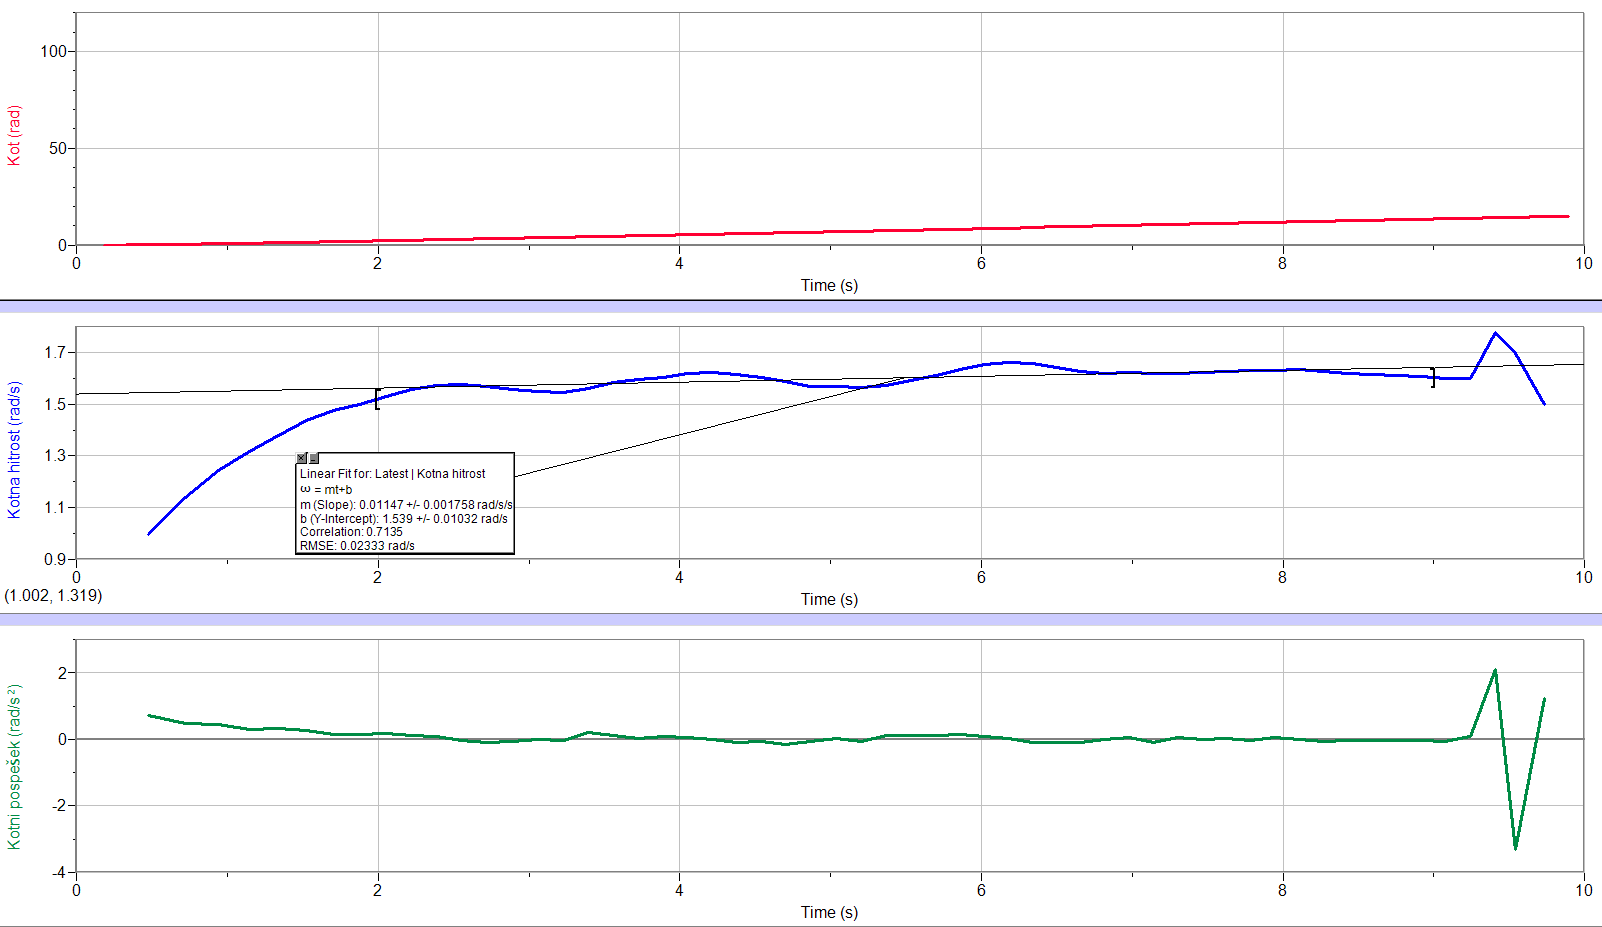 Kot (rad)
100
50
0
0 2 4 6 8 10
Time (s)
Kotna hitrost (rad/s)
1.7
1.5
1.3
1.1
0.9
Linear Fit for: Latest | Kotna hitrost
ω = mt+b
m (Slope): 0.01147 +/- 0.001758 rad/s/s
b (Y-Intercept): 1.539 +/- 0.01032 rad/s
Correlation: 0.7135
RMSE: 0.02333 rad/s
0 2 4 6 8 10
(1.002, 1.319)
Time (s)
Kotni pospešek (rad/s²)
2
0
-2
-4
0 2 4 6 8 10
Time (s)